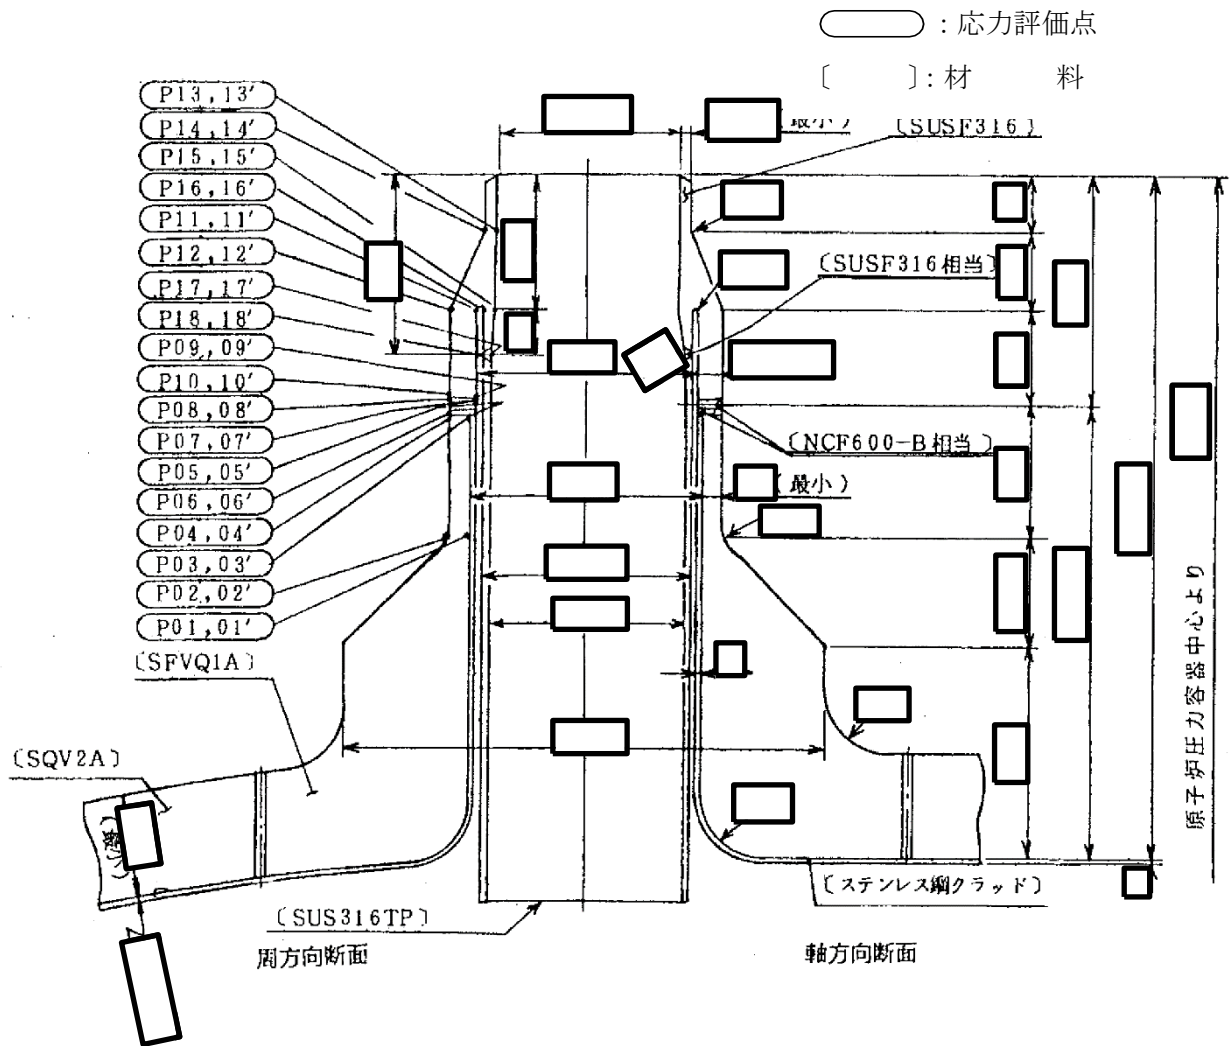 ：応力評価点
〔　　〕：材　　料
P13,13′
P14,14′
P15,15′
P16,16′
P11,11′
P12,12′
P17,17′
P18,18′
P09,09′
P10,10′
P08,08′
P07,07′
P05,05′
P06,06′
P04,04′
P03,03′
P02,02′
P01,01′
(最小)
〔SUSF316〕
〔SUSF316相当〕
〔NCF600-B相当〕
(最小)
〔SFVQ1A〕
〔SQV2A〕
(最小)
〔SUS316TP〕
〔ステンレス鋼クラッド〕
原子炉圧力容器中心より
周方向断面
軸方向断面